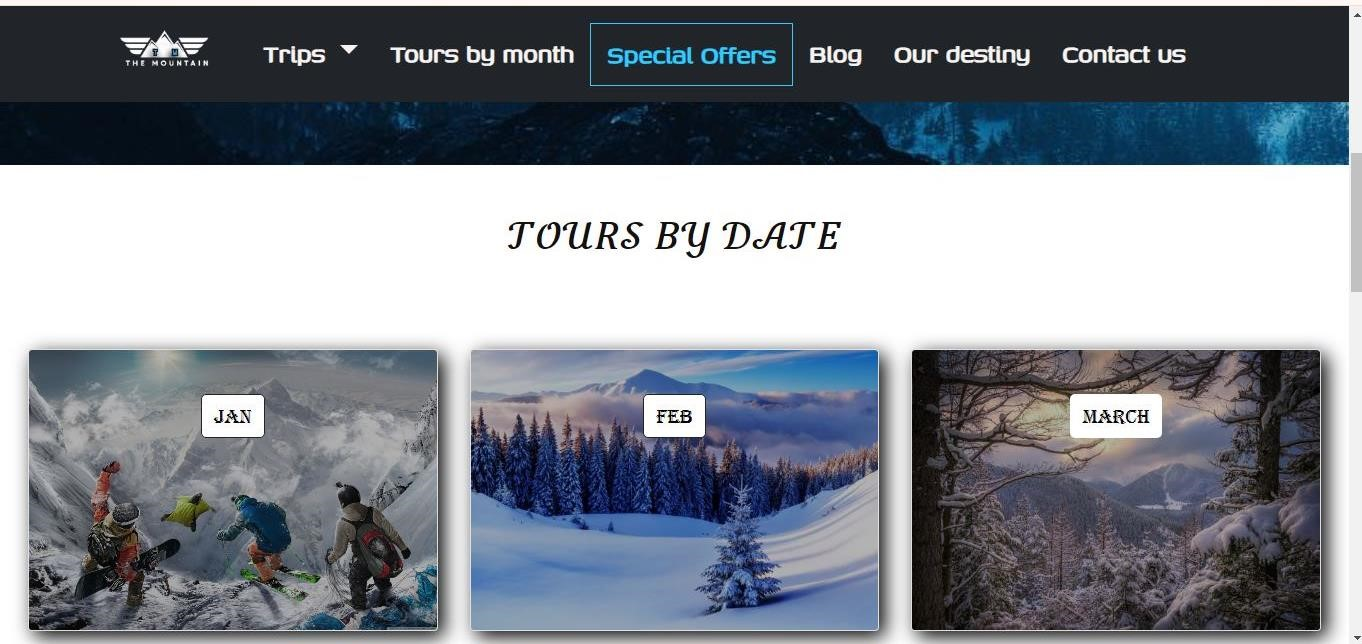 THE MOUNTAIN
Trips
Tours by month
Special Offers
Blog
Our destiny
Contact us
TOURS BY DATE
JAN
FEB
MARCH